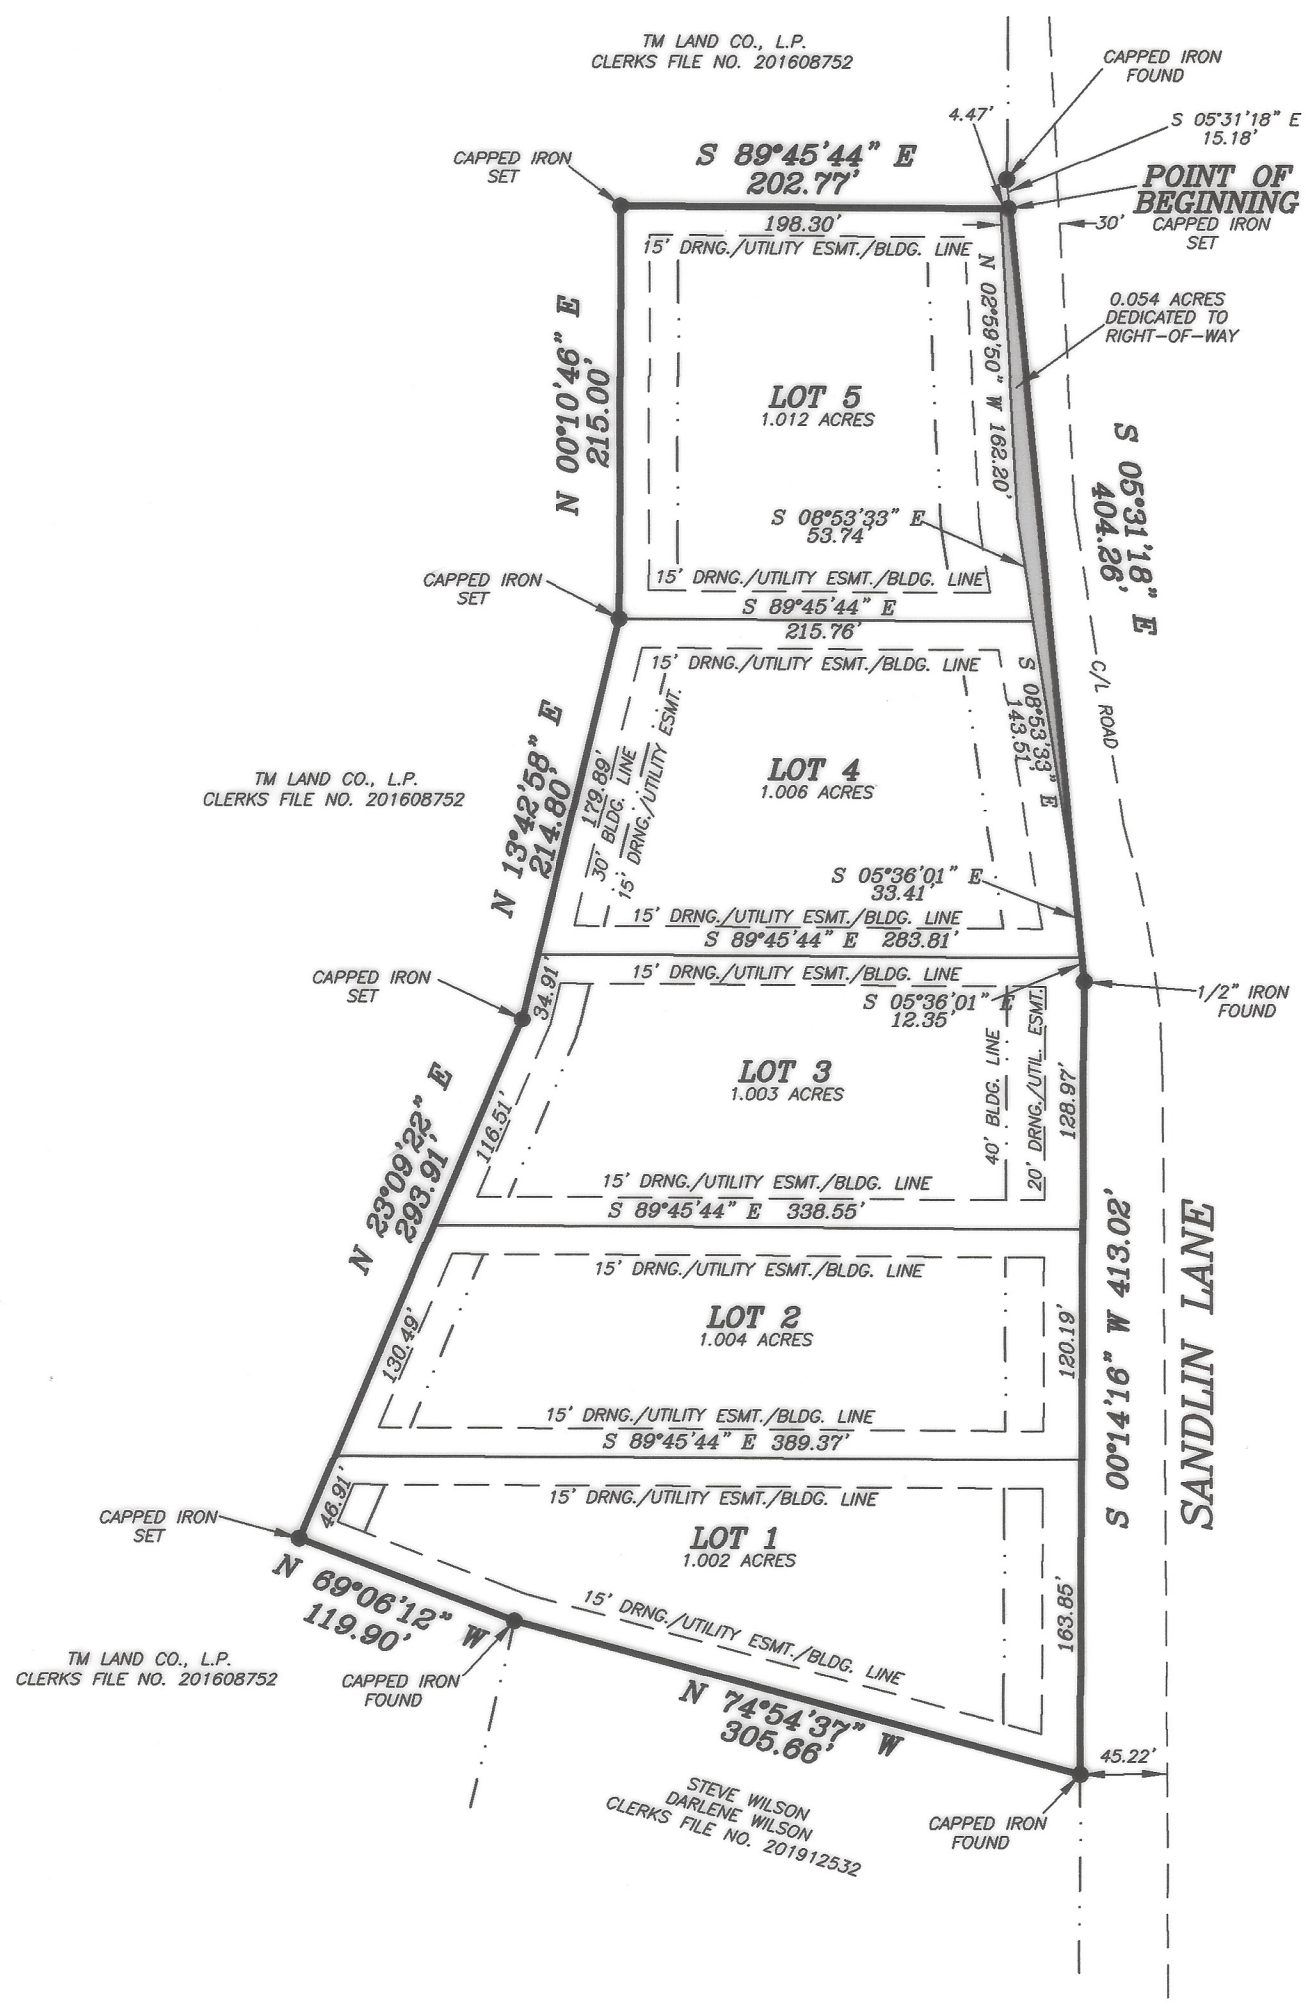 TM LAND CO., L.P.
CLERKS FILE NO. 201608752
CAPPED IRON
FOUND
4.47'
S 05°31'18" E
15.18'
CAPPED IRON
SET
S 89°45'44" E
202.77'
POINT OF
BEGINNING
CAPPED IRON
SET
198.30'
30'
15' DRNG./UTILITY ESMT./BLDG. LINE
N 02°59'50" W 162.20'
0.054 ACRES
DEDICATED TO
RIGHT-OF-WAY
N 00°10'46" E
215.00'
LOT 5
1.012 ACRES
S 05°31'18" E
404.26'
S 08°53'33" E
53.74'
CAPPED IRON
SET
15' DRNG./UTILITY ESMT./BLDG. LINE
S 89°45'44" E
215.76'
15' DRNG./UTILITY ESMT./BLDG. LINE
S 08°53'33" E
143.51'
C/L ROAD
N 13°42'58" E
214.80'
179.89'
30' BLDG. LINE
15' DRNG./UTILITY ESMT.
LOT 4
1.006 ACRES
TM LAND CO., L.P.
CLERKS FILE NO. 201608752
S 05°36'01" E
33.41'
15' DRNG./UTILITY ESMT./BLDG. LINE
S 89°45'44" E 283.81'
CAPPED IRON
SET
34.91'
15' DRNG./UTILITY ESMT./BLDG. LINE
S 05°36'01" E
12.35'
1/2" IRON
FOUND
LOT 3
1.003 ACRES
40' BLDG. LINE
20' DRNG./UTIL. ESMT.
128.97'
N 23°09'22" E
293.91'
116.51'
15' DRNG./UTILITY ESMT./BLDG. LINE
S 89°45'44" E 338.55'
S 00°14'16" W 413.02'
SANDLIN LANE
15' DRNG./UTILITY ESMT./BLDG. LINE
LOT 2
1.004 ACRES
130.49'
120.19'
15' DRNG./UTILITY ESMT./BLDG. LINE
S 89°45'44" E 389.37'
46.91'
15' DRNG./UTILITY ESMT./BLDG. LINE
CAPPED IRON
SET
LOT 1
1.002 ACRES
163.85'
N 69°06'12" W
119.90'
15' DRNG./UTILITY ESMT./BLDG. LINE
TM LAND CO., L.P.
CLERKS FILE NO. 201608752
CAPPED IRON
FOUND
N 74°54'37" W
305.66'
45.22'
STEVE WILSON
DARLENE WILSON
CLERKS FILE NO. 201912532
CAPPED IRON
FOUND